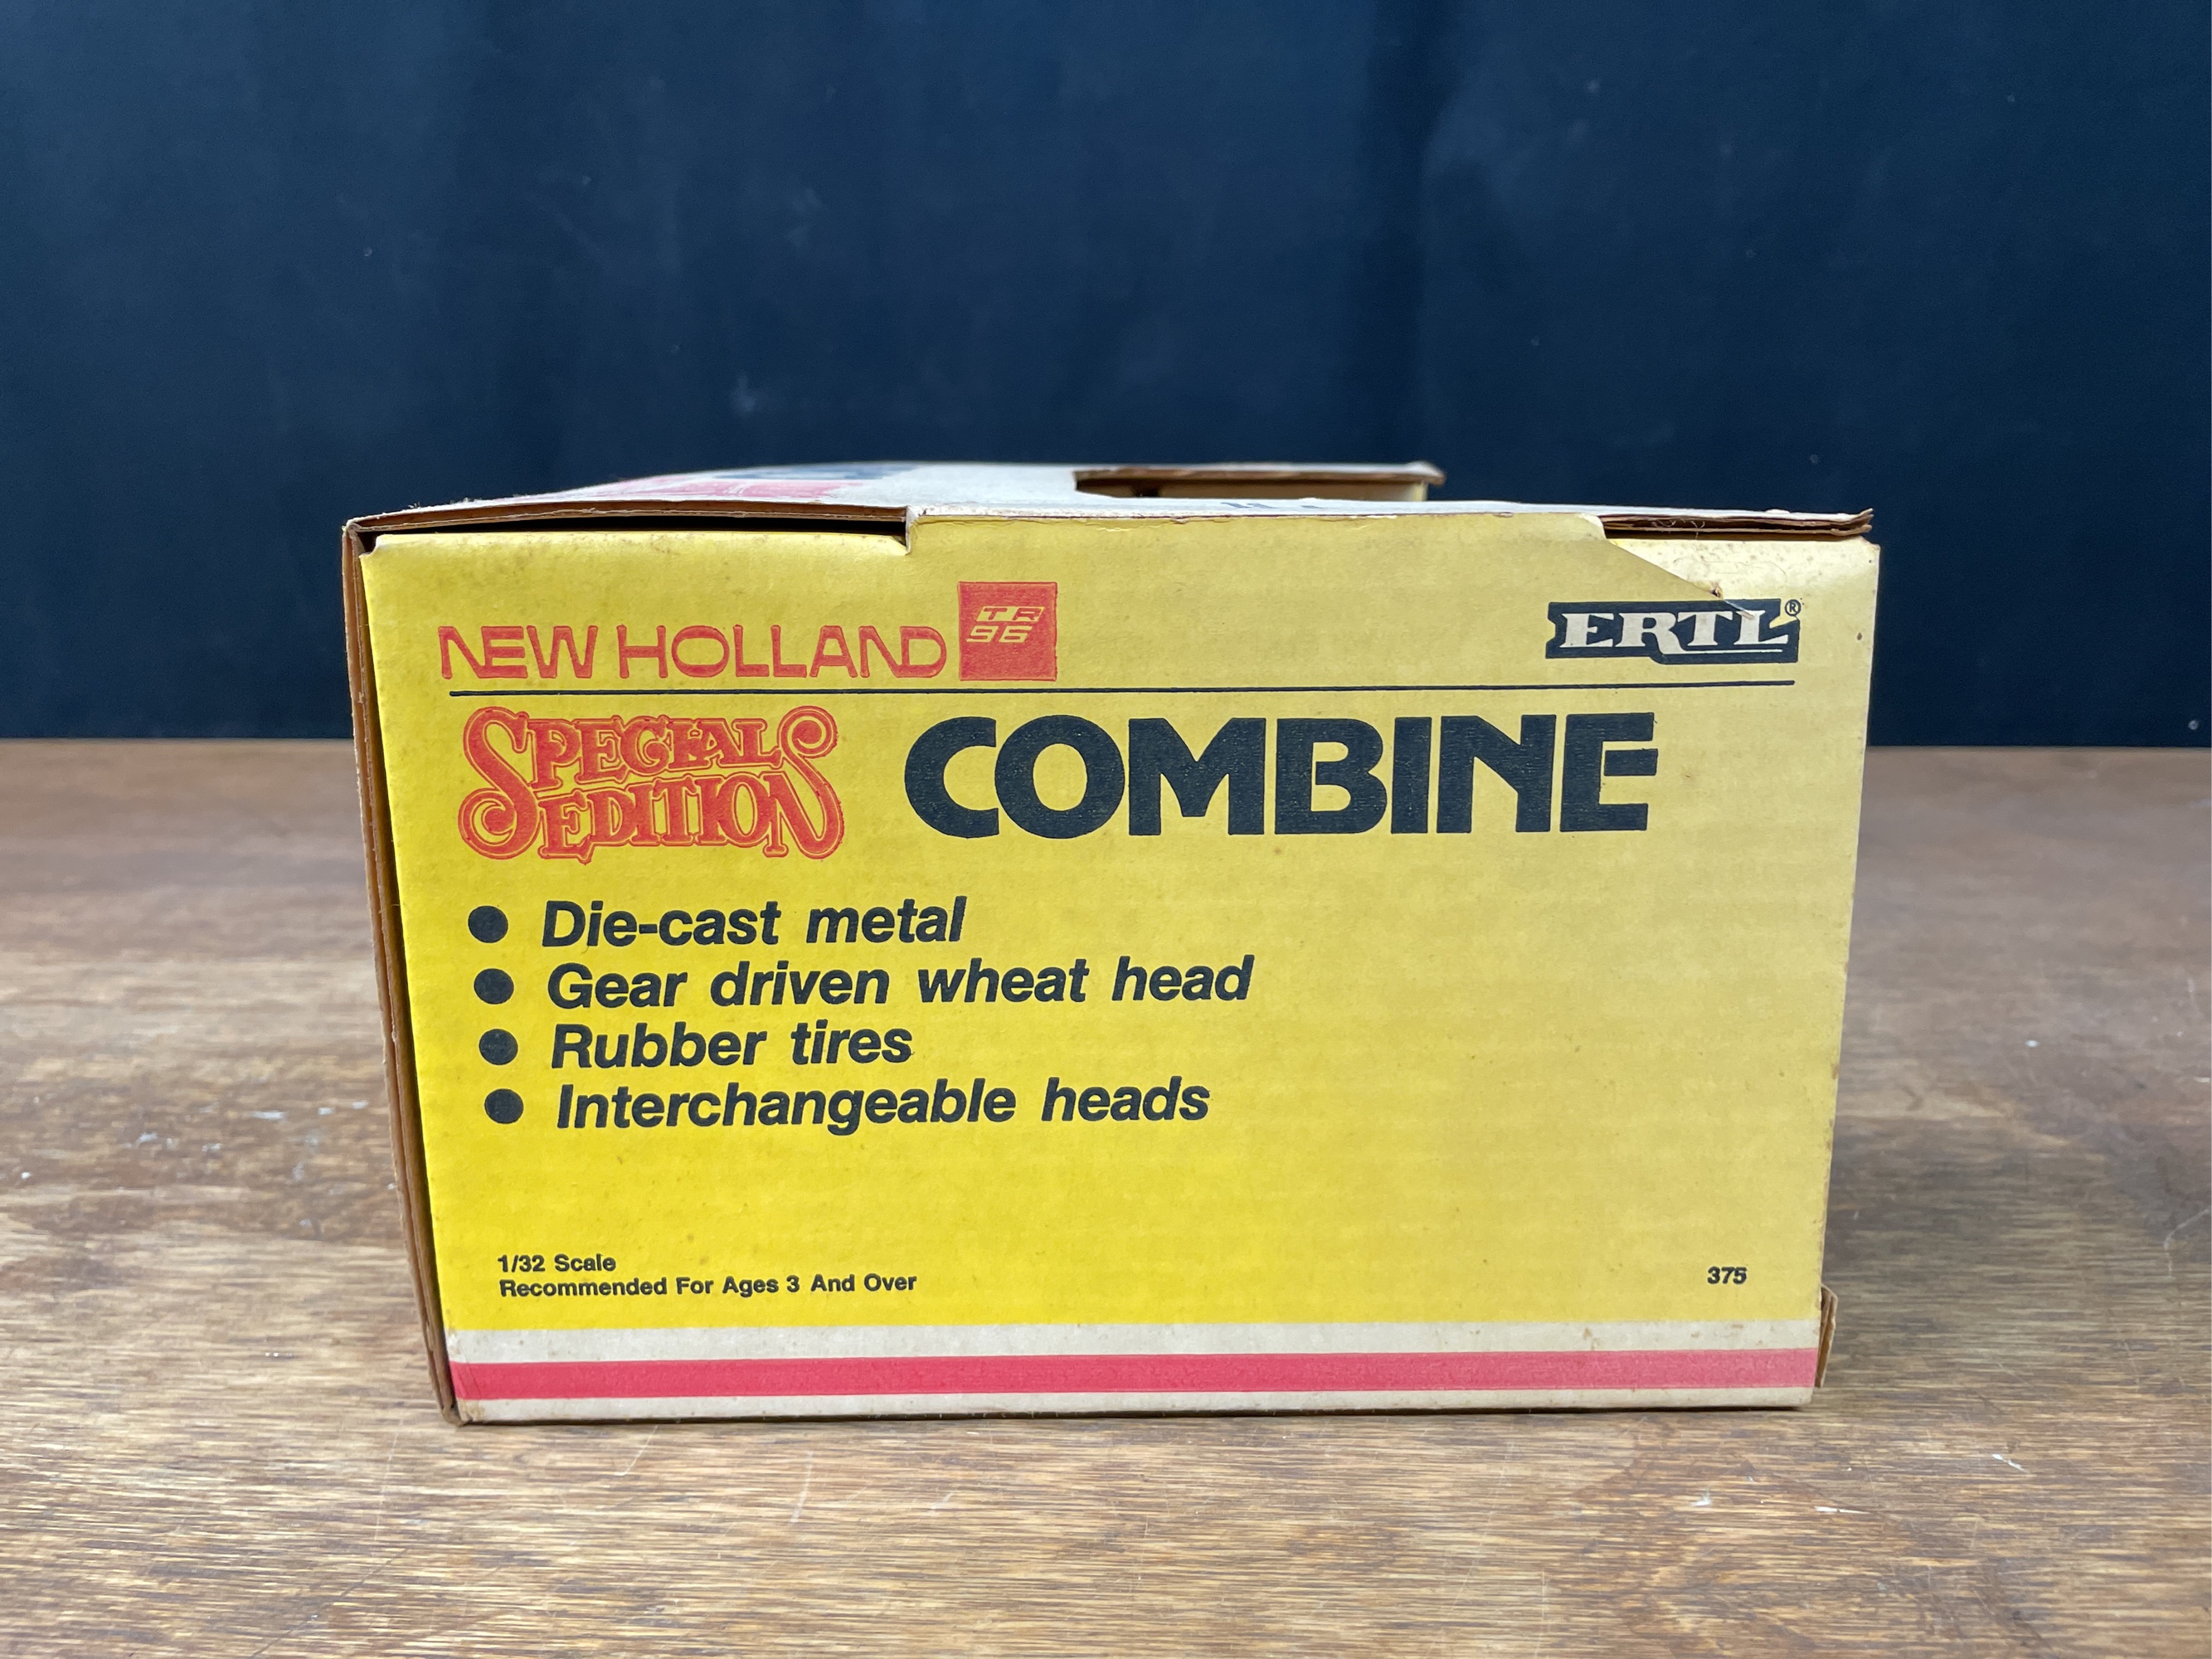 NEW HOLLAND TR 96
ERTL®
SPECIAL EDITION
COMBINE
● Die-cast metal
● Gear driven wheat head
● Rubber tires
● Interchangeable heads
1/32 Scale
Recommended For Ages 3 And Over
375